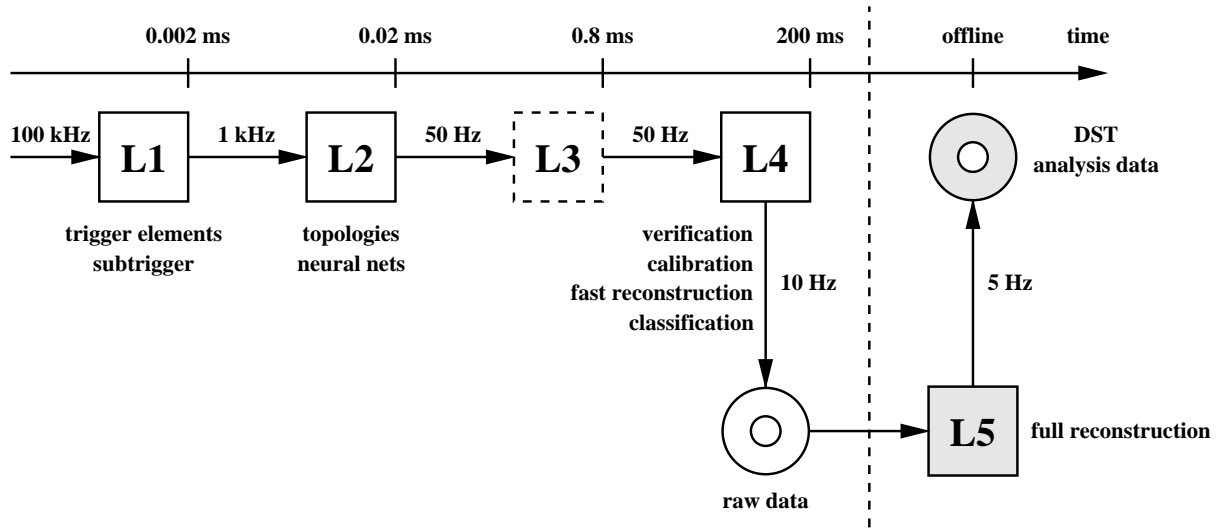 0.002 ms 0.02 ms 0.8 ms 200 ms offline time
100 kHz L1 1 kHz L2 50 Hz L3 50 Hz L4
DST
analysis data
trigger elements
subtrigger
topologies
neural nets
verification
calibration
fast reconstruction
classification
10 Hz
5 Hz
raw data
L5
full reconstruction